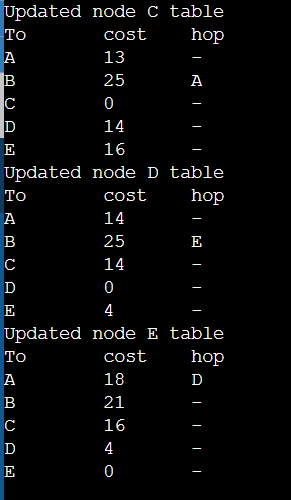 Updated node C table
To cost hop
A 13 -
B 25 A
C 0 -
D 14 -
E 16 -
Updated node D table
To cost hop
A 14 -
B 25 E
C 14 -
D 0 -
E 4 -
Updated node E table
To cost hop
A 18 D
B 21 -
C 16 -
D 4 -
E 0 -